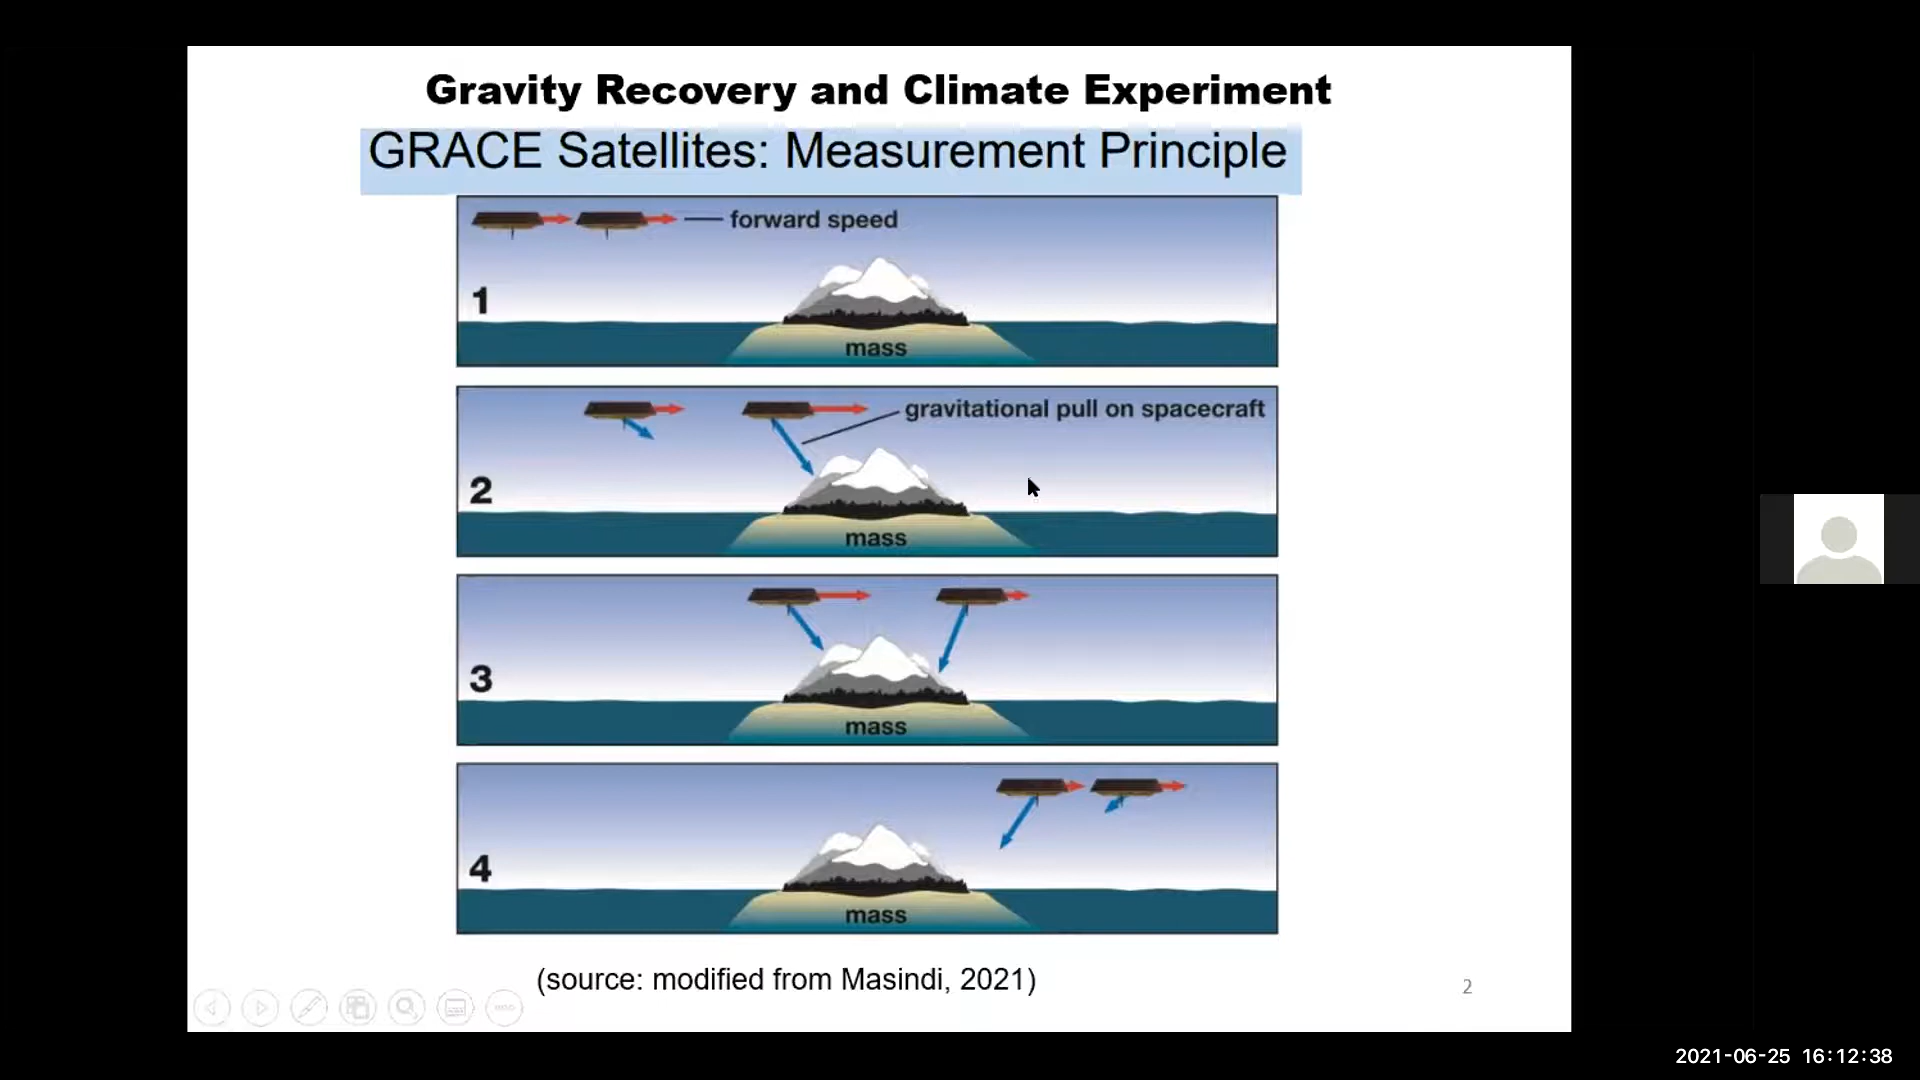 Gravity Recovery and Climate Experiment
GRACE Satellites: Measurement Principle
forward speed
1
mass
gravitational pull on spacecraft
2
mass
3
mass
4
mass
(source: modified from Masindi, 2021)
2
2021-06-25 16:12:38